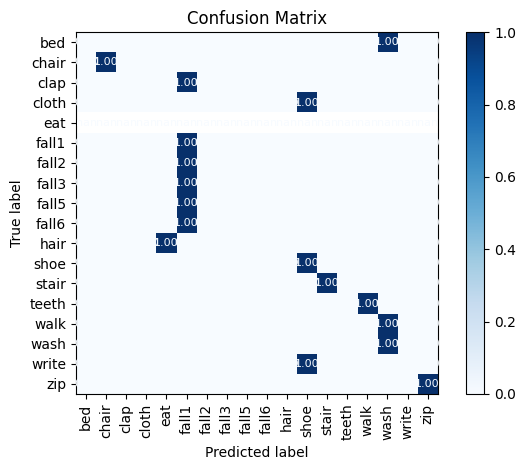 Confusion Matrix
True label
bed 1.00
chair 1.00
clap 1.00
cloth 1.00
eat
fall1 1.00
fall2 1.00
fall3 1.00
fall5 1.00
fall6 1.00
hair 1.00
shoe 1.00
stair 1.00
teeth 1.00
walk 1.00
wash 1.00
write 1.00
zip 1.00
bed chair clap cloth eat fall1 fall2 fall3 fall5 fall6 hair shoe stair teeth walk wash write zip
Predicted label
1.0
0.8
0.6
0.4
0.2
0.0